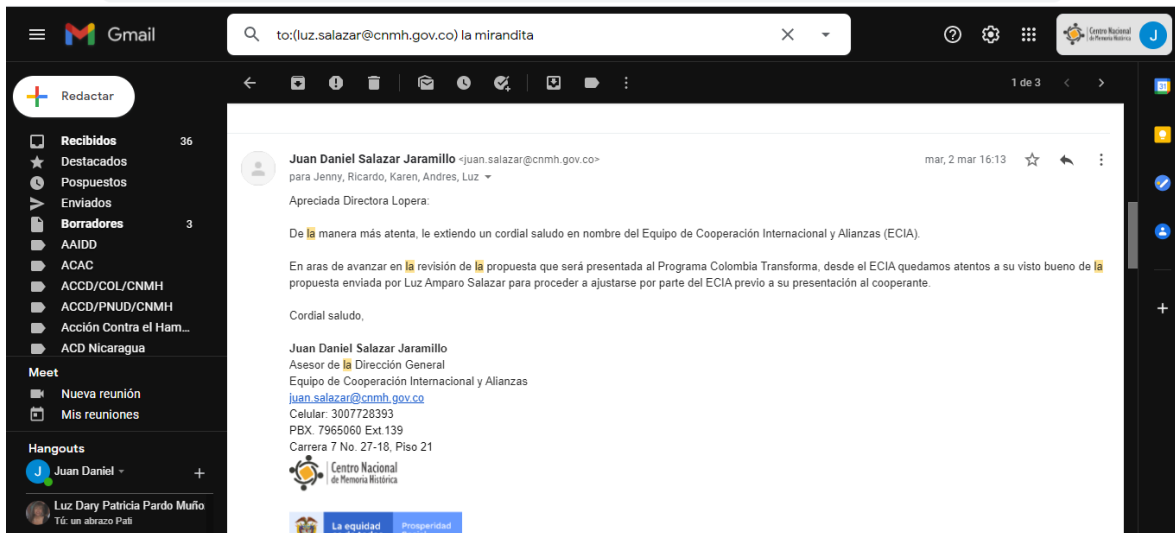 Gmail
to:(luz.salazar@cnmh.gov.co) la mirandita
Centro Nacional
de Memoria Histórica
J
Redactar
1 de 3
31
Recibidos 36
Destacados
Pospuestos
Enviados
Borradores 3
AAIDD
ACAC
ACCD/COL/CNMH
ACCD/PNUD/CNMH
Acción Contra el Ham...
ACD Nicaragua
Meet
Nueva reunión
Mis reuniones
Hangouts
J Juan Daniel
Luz Dary Patricia Pardo Muño
Tú: un abrazo Pati
Juan Daniel Salazar Jaramillo <juan.salazar@cnmh.gov.co> mar, 2 mar 16:13
para Jenny, Ricardo, Karen, Andres, Luz
Apreciada Directora Lopera:
De la manera más atenta, le extiendo un cordial saludo en nombre del Equipo de Cooperación Internacional y Alianzas (ECIA).
En aras de avanzar en la revisión de la propuesta que será presentada al Programa Colombia Transforma, desde el ECIA quedamos atentos a su visto bueno de la
propuesta enviada por Luz Amparo Salazar para proceder a ajustarse por parte del ECIA previo a su presentación al cooperante.
Cordial saludo,
Juan Daniel Salazar Jaramillo
Asesor de la Dirección General
Equipo de Cooperación Internacional y Alianzas
juan.salazar@cnmh.gov.co
Celular: 3007728393
PBX. 7965060 Ext.139
Carrera 7 No. 27-18, Piso 21
Centro Nacional
de Memoria Histórica
La equidad
Prosperidad